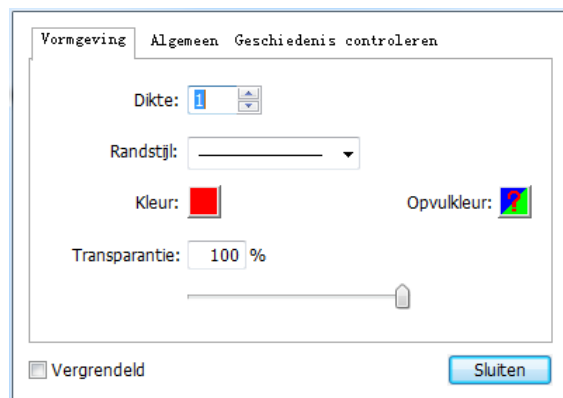 Vormgeving Algemeen Geschiedenis controleren
Dikte: 1
Randstijl:
Kleur: Opvulkleur: ?
Transparantie: 100 %
Vergrendeld Sluiten